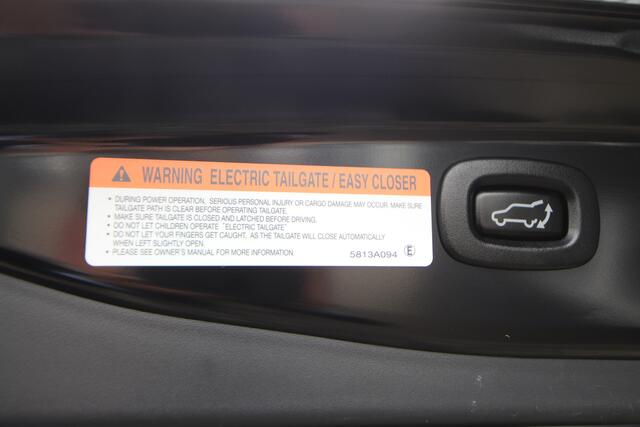 WARNING ELECTRIC TAILGATE / EASY CLOSER
• DURING POWER OPERATION, SERIOUS PERSONAL INJURY OR CARGO DAMAGE MAY OCCUR. MAKE SURE
TAILGATE PATH IS CLEAR BEFORE OPERATING TAILGATE.
• MAKE SURE TAILGATE IS CLOSED AND LATCHED BEFORE DRIVING.
• DO NOT LET CHILDREN OPERATE "ELECTRIC TAILGATE"
• DO NOT LET YOUR FINGERS GET CAUGHT, AS THE TAILGATE WILL CLOSE AUTOMATICALLY
WHEN LEFT SLIGHTLY OPEN.
• PLEASE SEE OWNER'S MANUAL FOR MORE INFORMATION.
5813A094 E